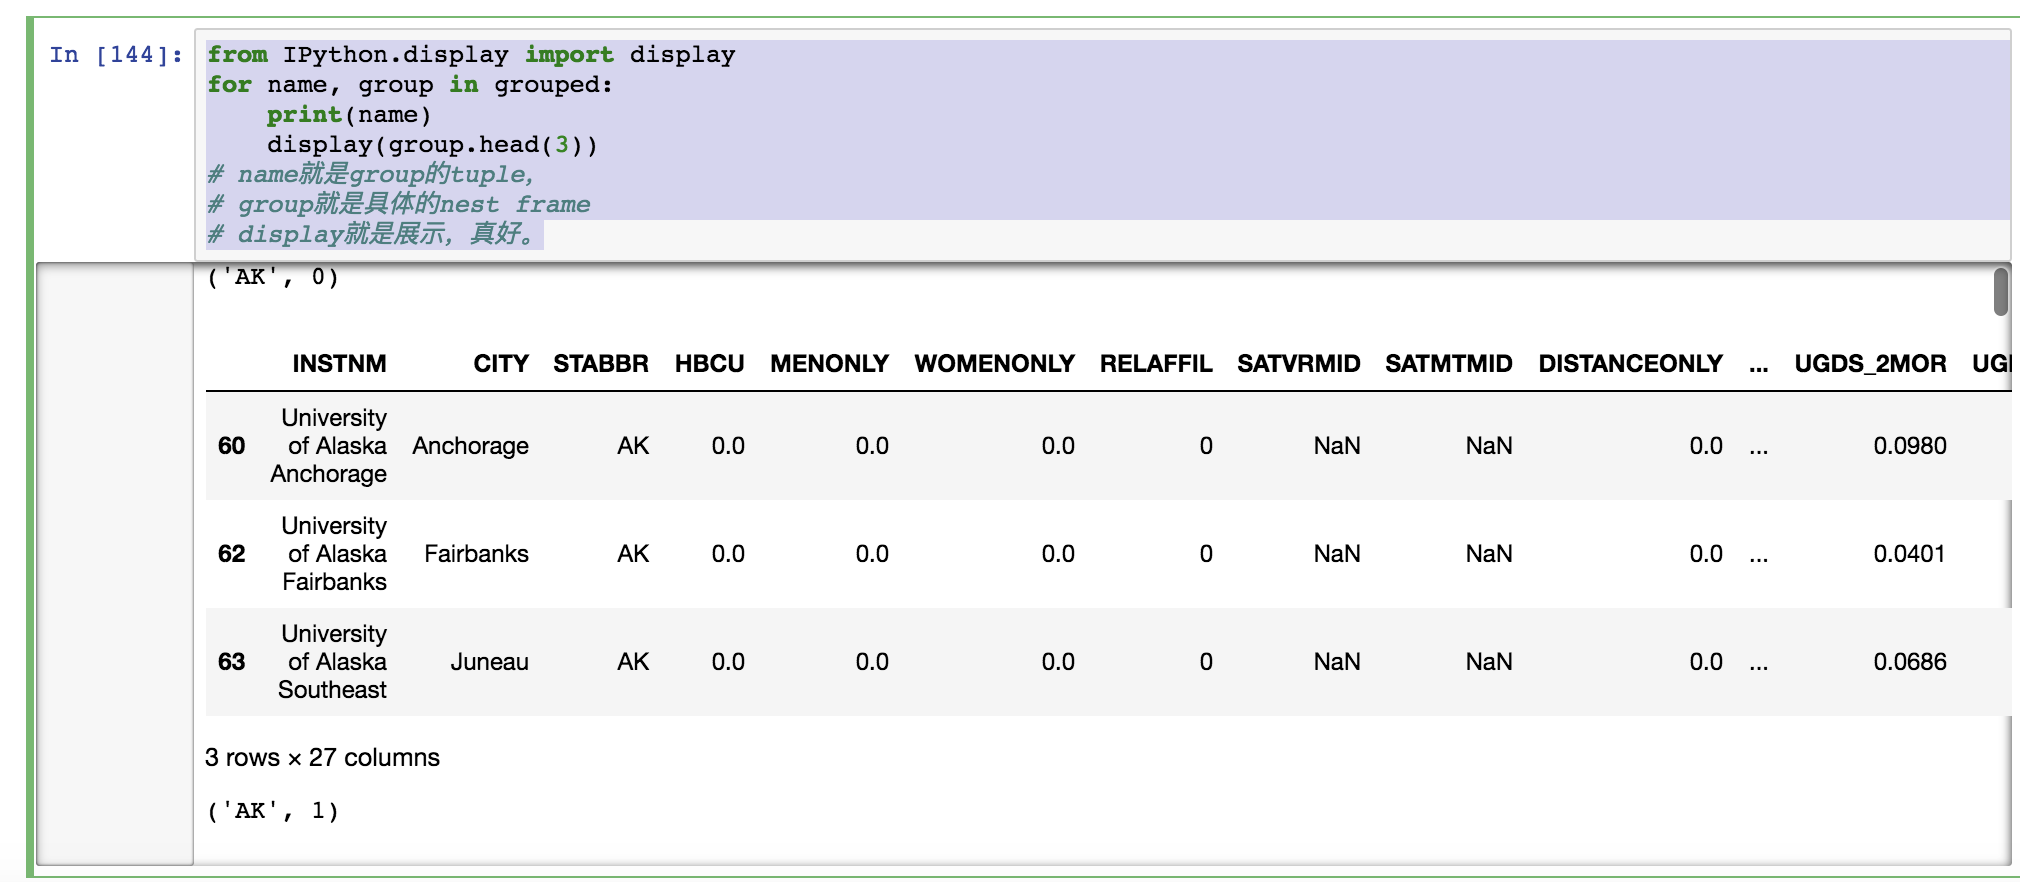 In [144]: from IPython.display import display
for name, group in grouped:
    print(name)
    display(group.head(3))
# name就是group的tuple,
# group就是具体的nest frame
# display就是展示, 真好。
('AK', 0)
INSTNM CITY STABBR HBCU MENONLY WOMENONLY RELAFFIL SATVRMID SATMTMID DISTANCEONLY ... UGDS_2MOR
60 University of Alaska Anchorage Anchorage AK 0.0 0.0 0.0 0 NaN NaN 0.0 ... 0.0980
62 University of Alaska Fairbanks Fairbanks AK 0.0 0.0 0.0 0 NaN NaN 0.0 ... 0.0401
63 University of Alaska Southeast Juneau AK 0.0 0.0 0.0 0 NaN NaN 0.0 ... 0.0686
3 rows × 27 columns
('AK', 1)